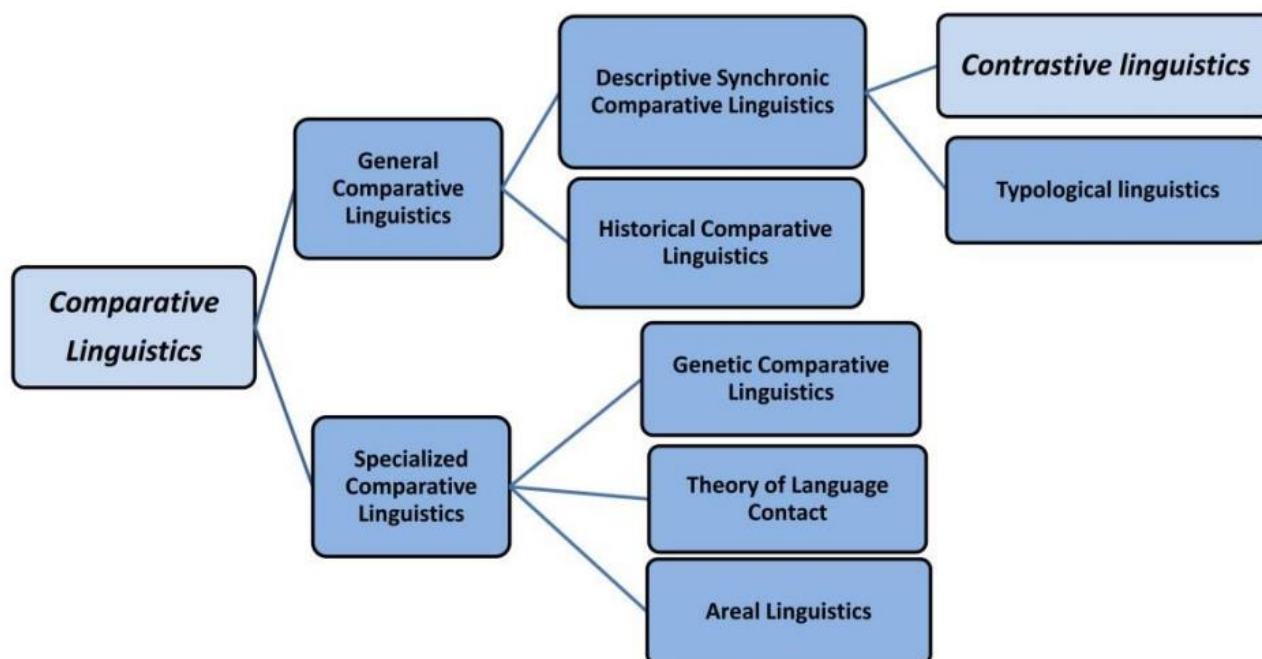 Comparative
Linguistics
General
Comparative
Linguistics
Descriptive Synchronic
Comparative Linguistics
Contrastive linguistics
Typological linguistics
Historical Comparative
Linguistics
Specialized
Comparative
Linguistics
Genetic Comparative
Linguistics
Theory of Language
Contact
Areal Linguistics